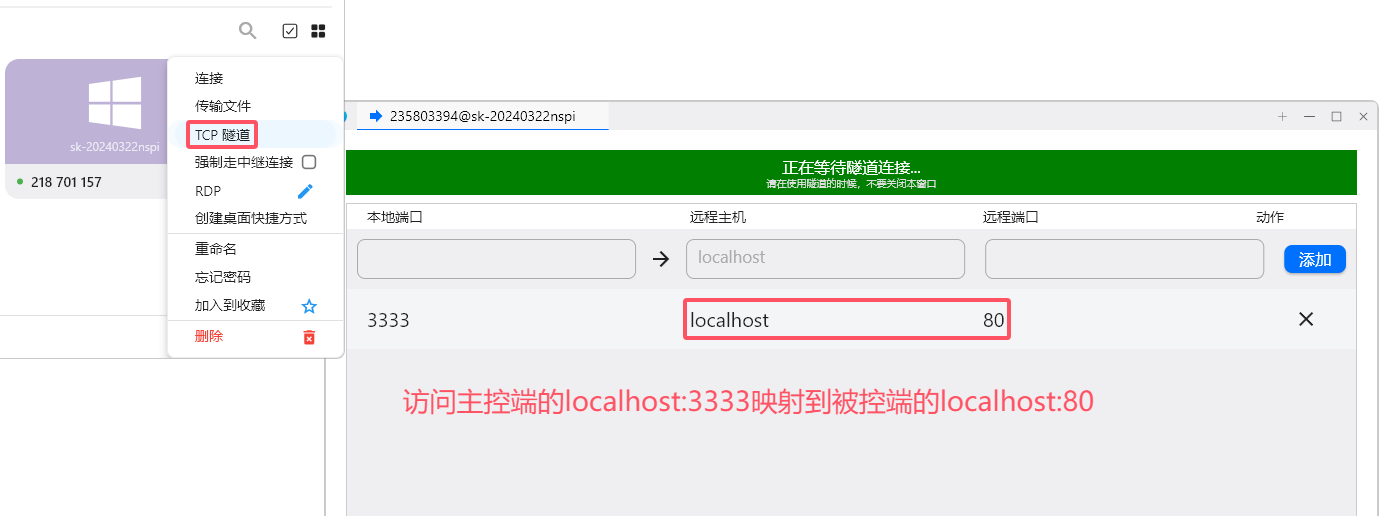 sk-20240322nspi
218 701 157
连接
传输文件
TCP 隧道
强制走中继连接
RDP
创建桌面快捷方式
重命名
忘记密码
加入到收藏
删除
235803394@sk-20240322nspi
正在等待隧道连接...
请在使用隧道的时候，不要关闭本窗口
本地端口 远程主机 远程端口 动作
localhost 添加
3333 localhost 80
访问主控端的localhost:3333映射到被控端的localhost:80